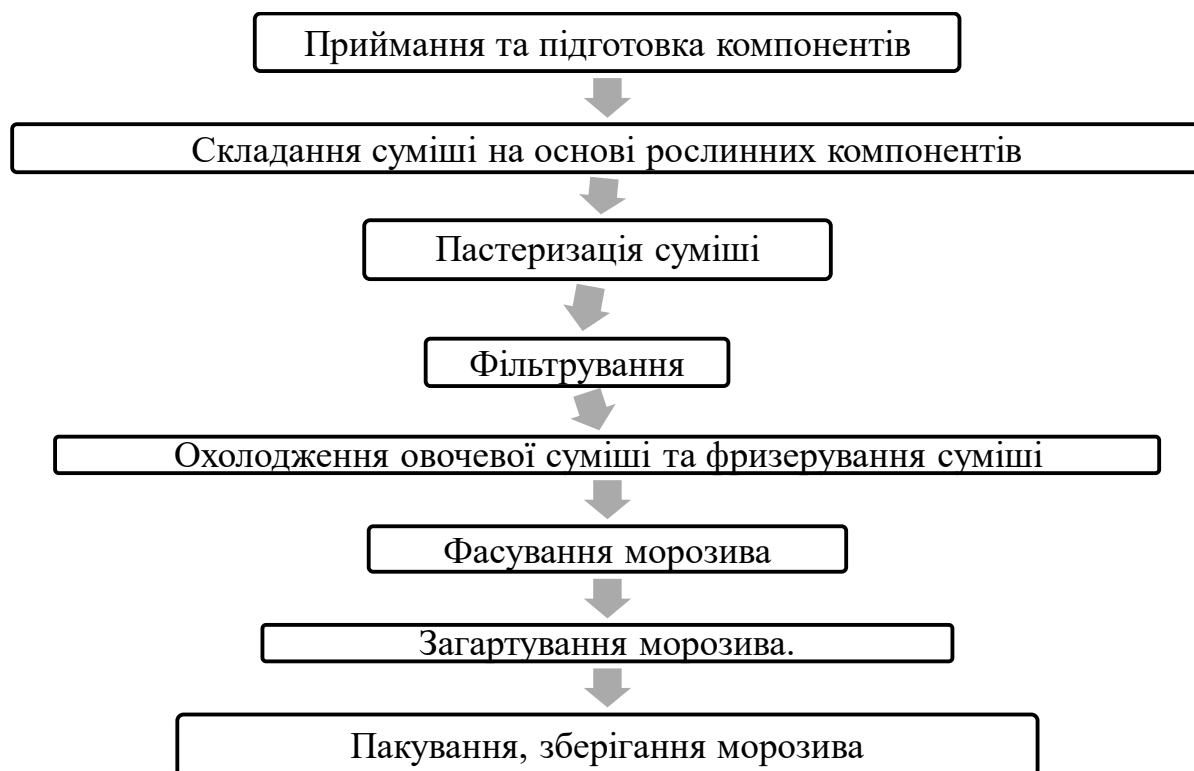 Приймання та підготовка компонентів
Складання суміші на основі рослинних компонентів
Пастеризація суміші
Фільтрування
Охолодження овочевої суміші та фризерування суміші
Фасування морозива
Загартування морозива.
Пакування, зберігання морозива